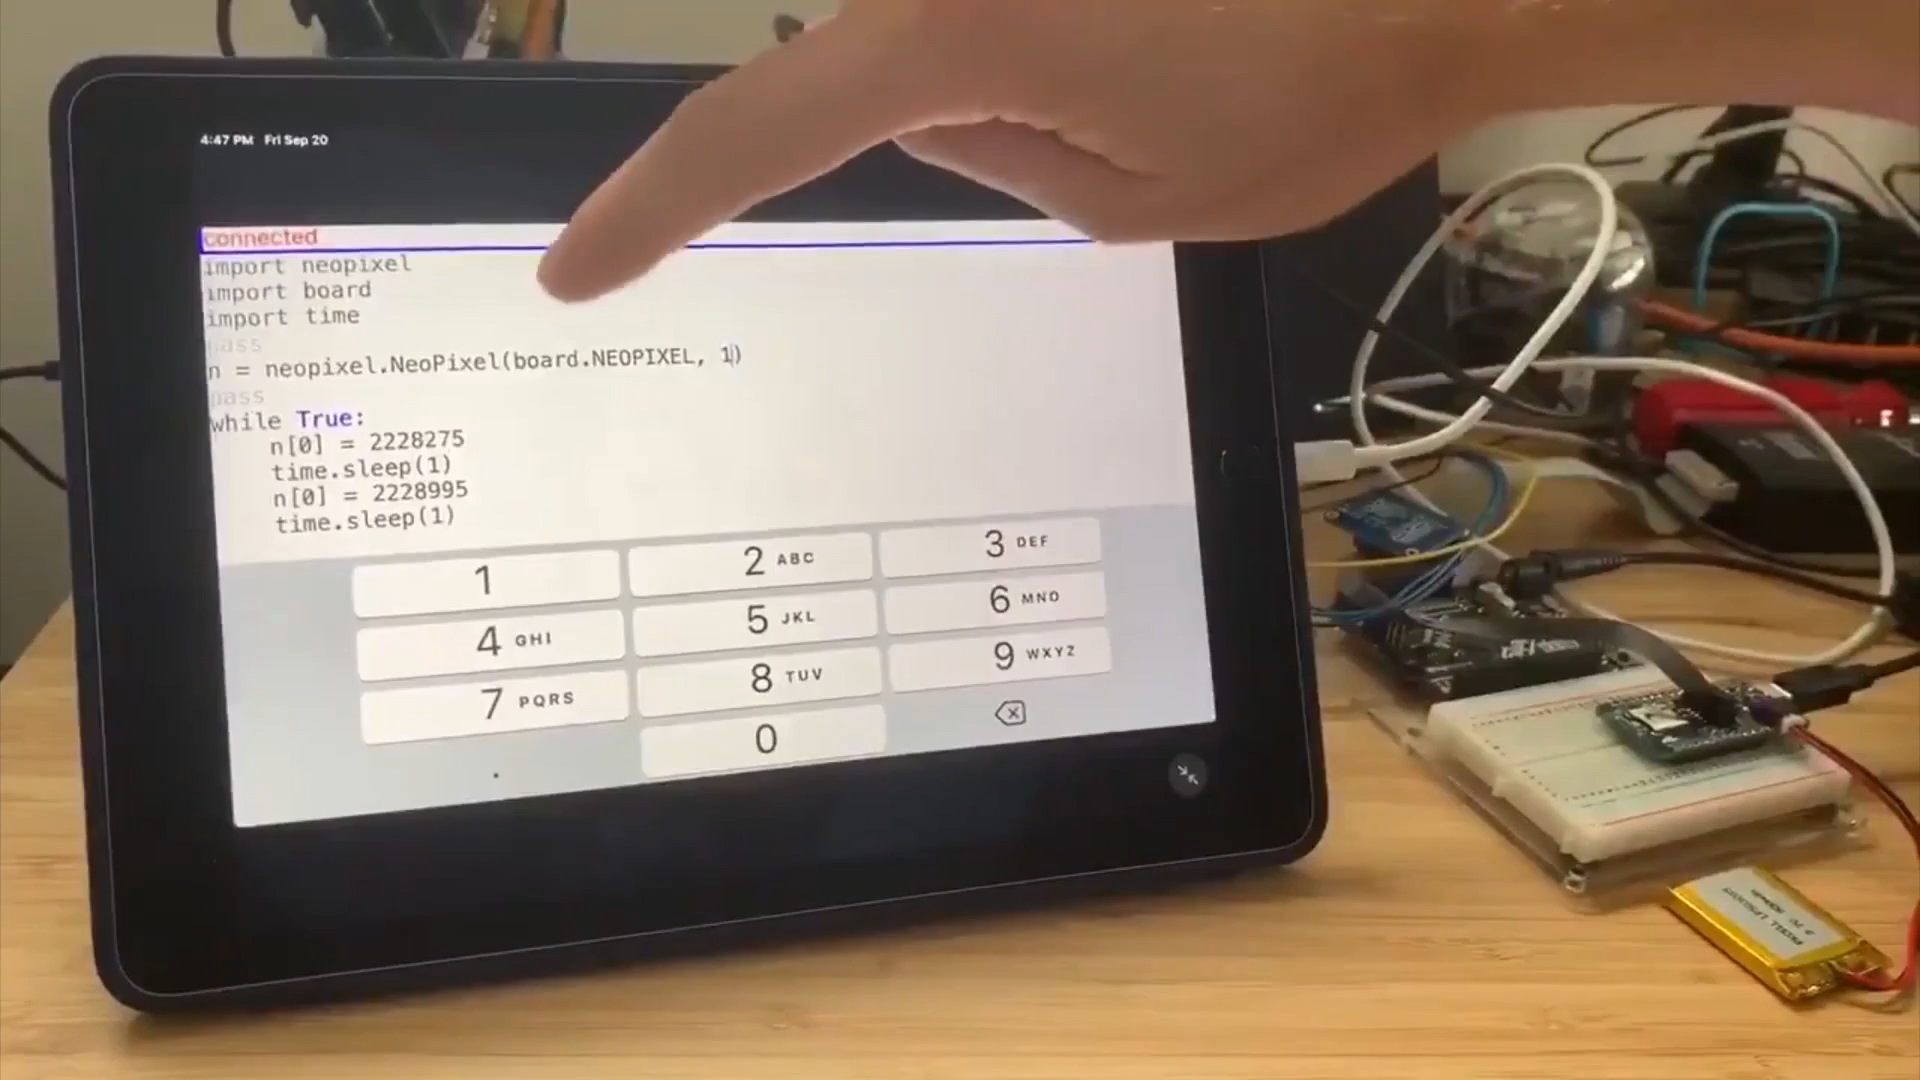 4:47 PM Fri Sep 20
connected
import neopixel
import board
import time
pass
n = neopixel.NeoPixel(board.NEOPIXEL, 1)
pass
while True:
n[0] = 2228275
time.sleep(1)
n[0] = 2228995
time.sleep(1)
1
2 ABC
3 DEF
4 GHI
5 JKL
6 MNO
7 PQRS
8 TUV
9 WXYZ
.
0